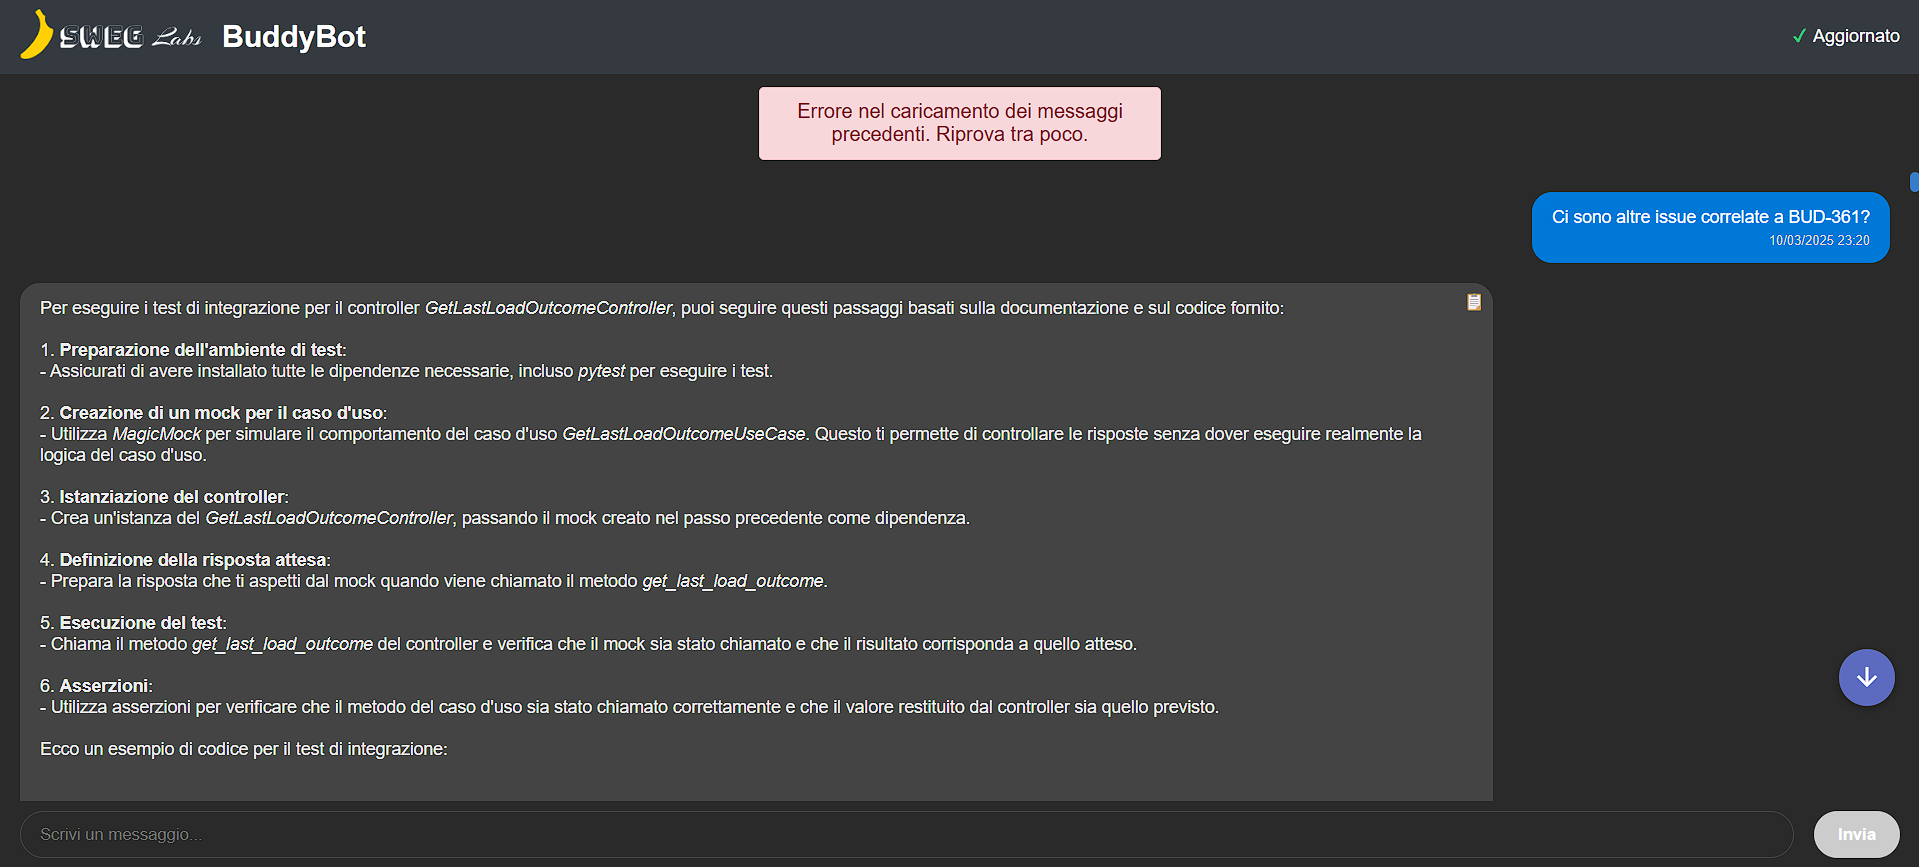 SWEG Labs BuddyBot
✓ Aggiornato
Errore nel caricamento dei messaggi
precedenti. Riprova tra poco.
Ci sono altre issue correlate a BUD-361?
10/03/2025 23:20
Per eseguire i test di integrazione per il controller GetLastLoadOutcomeController, puoi seguire questi passaggi basati sulla documentazione e sul codice fornito:
1. Preparazione dell'ambiente di test:
- Assicurati di avere installato tutte le dipendenze necessarie, incluso pytest per eseguire i test.
2. Creazione di un mock per il caso d'uso:
- Utilizza MagicMock per simulare il comportamento del caso d'uso GetLastLoadOutcomeUseCase. Questo ti permette di controllare le risposte senza dover eseguire realmente la
logica del caso d'uso.
3. Istanziazione del controller:
- Crea un'istanza del GetLastLoadOutcomeController, passando il mock creato nel passo precedente come dipendenza.
4. Definizione della risposta attesa:
- Prepara la risposta che ti aspetti dal mock quando viene chiamato il metodo get_last_load_outcome.
5. Esecuzione del test:
- Chiama il metodo get_last_load_outcome del controller e verifica che il mock sia stato chiamato e che il risultato corrisponda a quello atteso.
6. Asserzioni:
- Utilizza asserzioni per verificare che il metodo del caso d'uso sia stato chiamato correttamente e che il valore restituito dal controller sia quello previsto.
Ecco un esempio di codice per il test di integrazione:
Scrivi un messaggio...
Invia